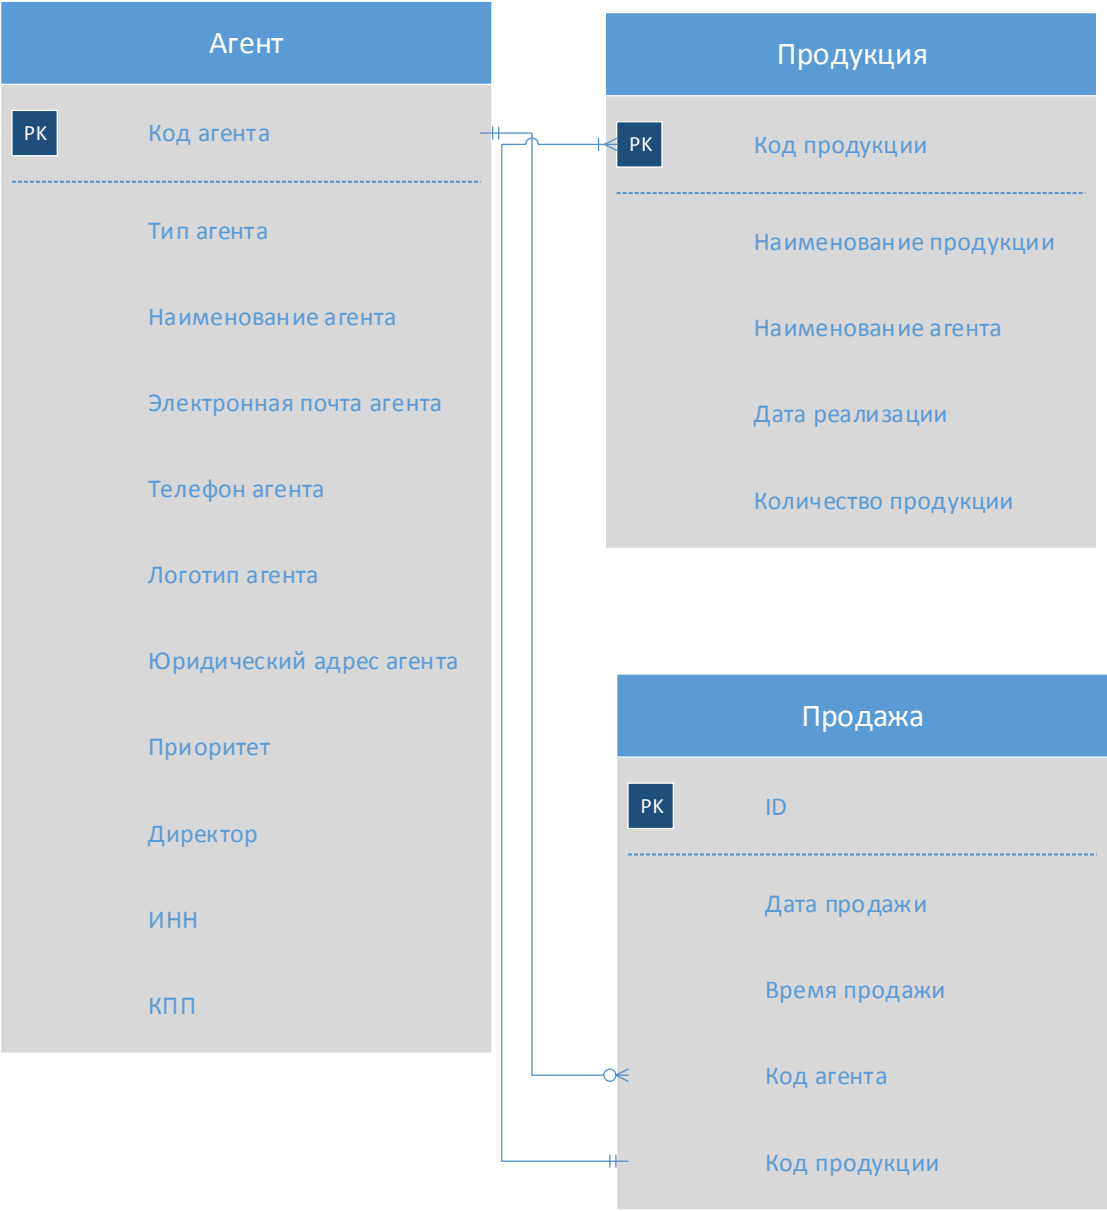 Агент
PK
Код агента
Тип агента
Наименование агента
Электронная почта агента
Телефон агента
Логотип агента
Юридический адрес агента
Приоритет
Директор
ИНН
КПП
Продукция
PK
Код продукции
Наименование продукции
Наименование агента
Дата реализации
Количество продукции
Продажа
PK
ID
Дата продажи
Время продажи
Код агента
Код продукции